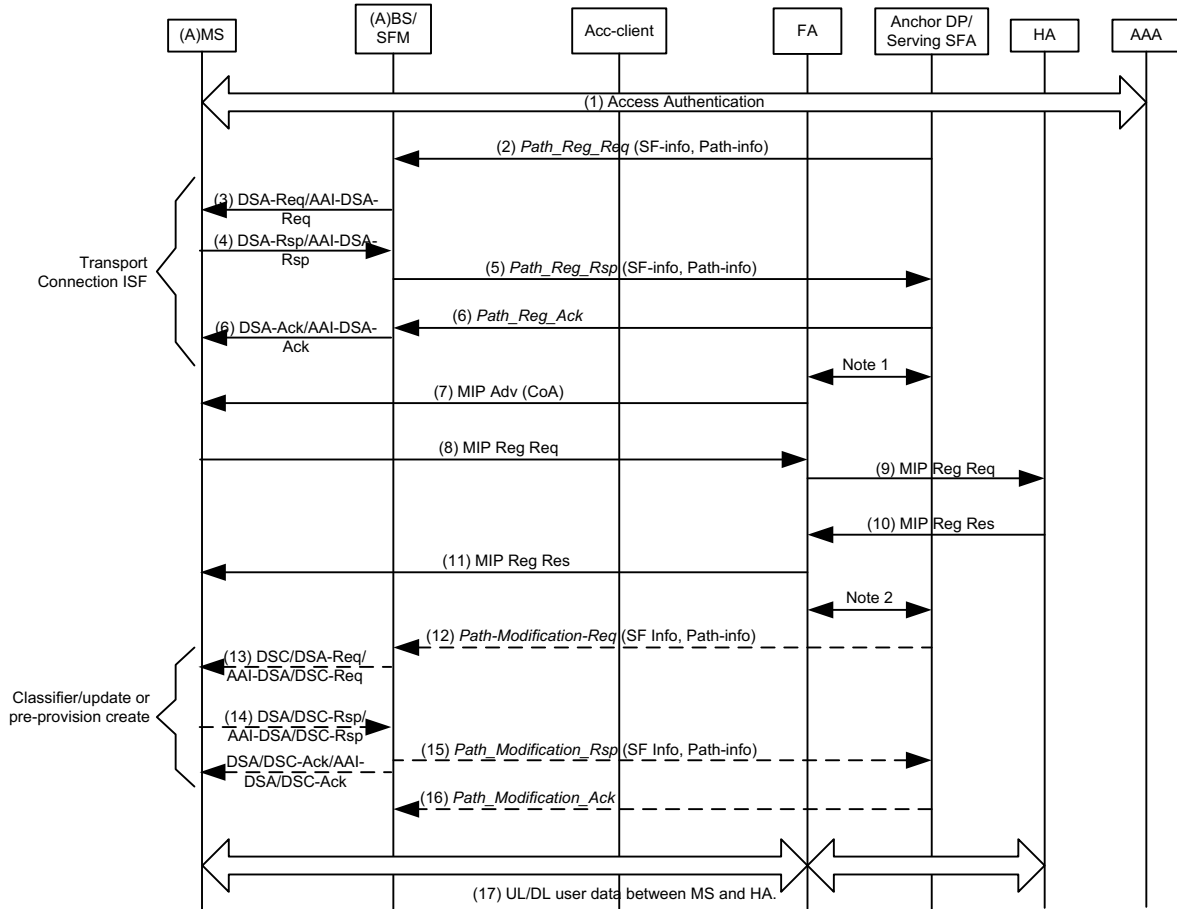 (A)MS
(A)BS/
SFM
Acc-client
FA
Anchor DP/
Serving SFA
HA
AAA
(1) Access Authentication
(2) Path_Reg_Req (SF-info, Path-info)
(3) DSA-Req/AAI-DSA-
Req
(4) DSA-Rsp/AAI-DSA-
Rsp
Transport
Connection ISF
(5) Path_Reg_Rsp (SF-info, Path-info)
(6) Path_Reg_Ack
(6) DSA-Ack/AAI-DSA-
Ack
Note 1
(7) MIP Adv (CoA)
(8) MIP Reg Req
(9) MIP Reg Req
(10) MIP Reg Res
(11) MIP Reg Res
Note 2
(12) Path-Modification-Req (SF Info, Path-info)
(13) DSC/DSA-Req/
AAI-DSA/DSC-Req
Classifier/update or
pre-provision create
(14) DSA/DSC-Rsp/
AAI-DSA/DSC-Rsp
(15) Path_Modification_Rsp (SF Info, Path-info)
DSA/DSC-Ack/AAI-
DSA/DSC-Ack
(16) Path_Modification_Ack
(17) UL/DL user data between MS and HA.